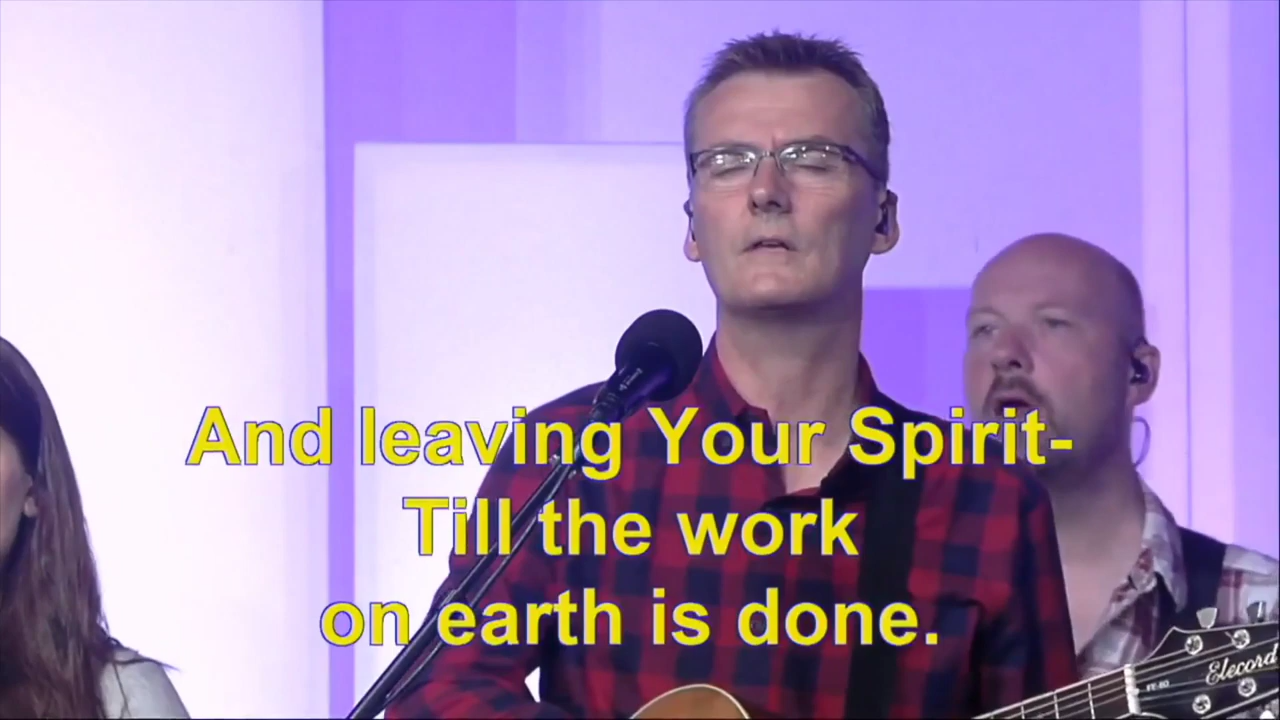 And leaving Your Spirit-
Till the work
on earth is done.
Elecord